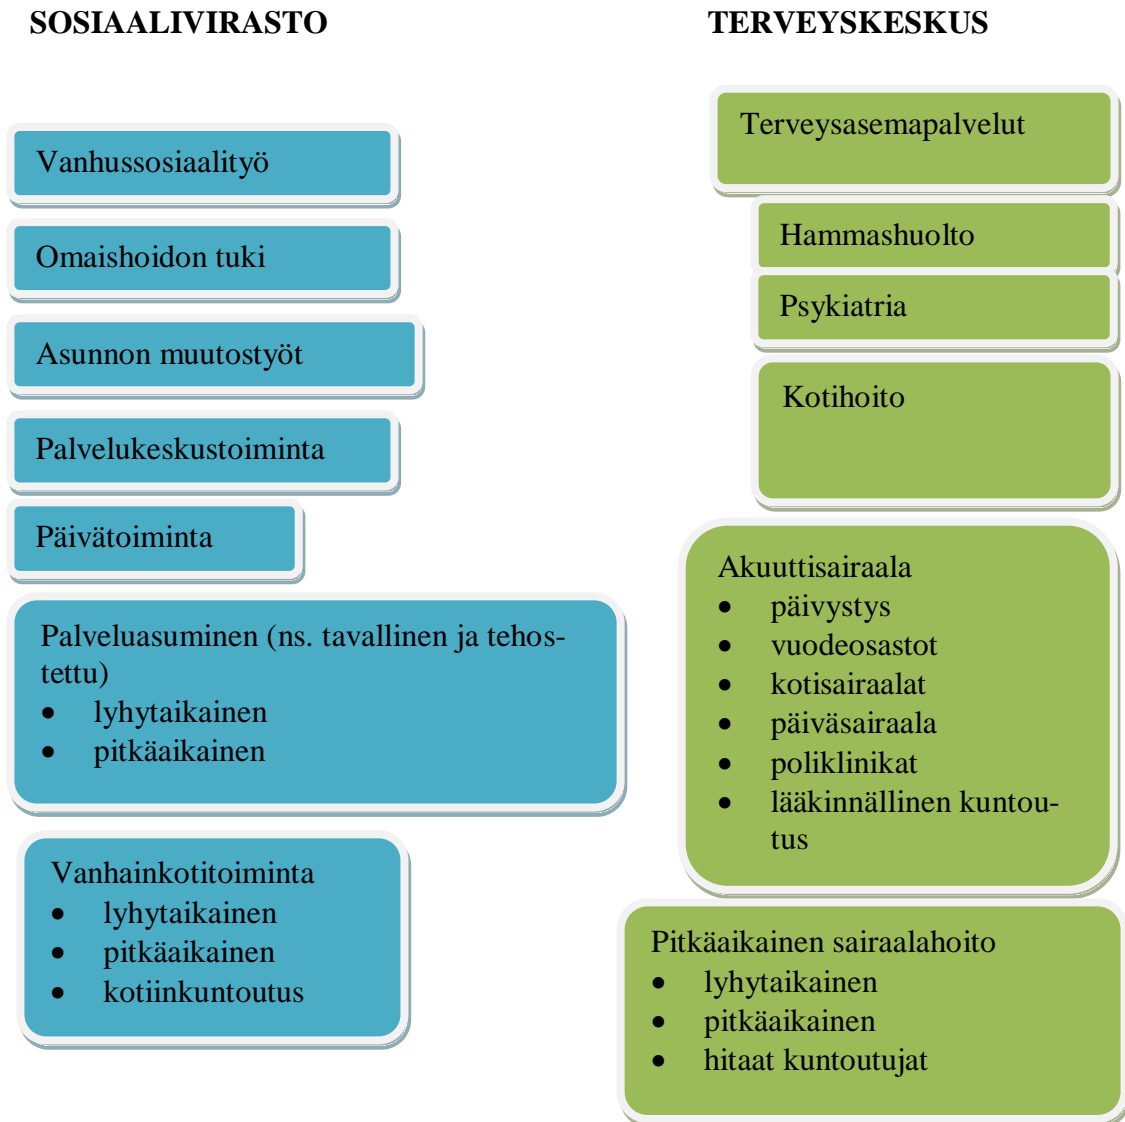 SOSIAALIVIRASTO
Vanhussosiaalityö
Omaishoidon tuki
Asunnon muutostyöt
Palvelukeskustoiminta
Päivätoiminta
Palveluasuminen (ns. tavallinen ja tehos-
tettu)
• lyhytaikainen
• pitkäaikainen
Vanhainkotitoiminta
• lyhytaikainen
• pitkäaikainen
• kotiinkuntoutus
TERVEYSKESKUS
Terveysasemapalvelut
Hammashuolto
Psykiatria
Kotihoito
Akuuttisairaala
• päivystys
• vuodeosastot
• kotisairaalat
• päiväsairaala
• poliklinikat
• lääkinnällinen kuntou-
tus
Pitkäaikainen sairaalahoito
• lyhytaikainen
• pitkäaikainen
• hitaat kuntoutujat